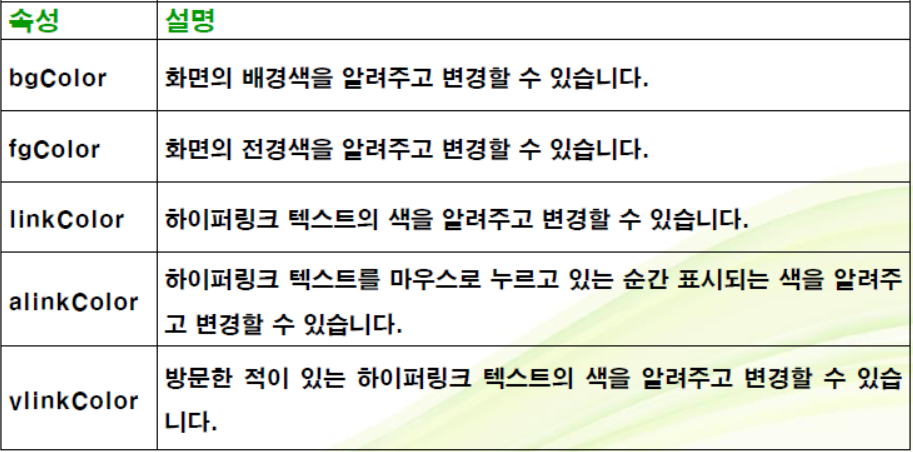 속성 설명
bgColor 화면의 배경색을 알려주고 변경할 수 있습니다.
fgColor 화면의 전경색을 알려주고 변경할 수 있습니다.
linkColor 하이퍼링크 텍스트의 색을 알려주고 변경할 수 있습니다.
alinkColor 하이퍼링크 텍스트를 마우스로 누르고 있는 순간 표시되는 색을 알려주
고 변경할 수 있습니다.
vlinkColor 방문한 적이 있는 하이퍼링크 텍스트의 색을 알려주고 변경할 수 있습
니다.